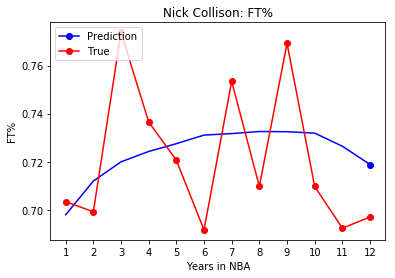 Nick Collison: FT%
Prediction
True
0.76
0.74
0.72
0.70
FT%
1 2 3 4 5 6 7 8 9 10 11 12
Years in NBA